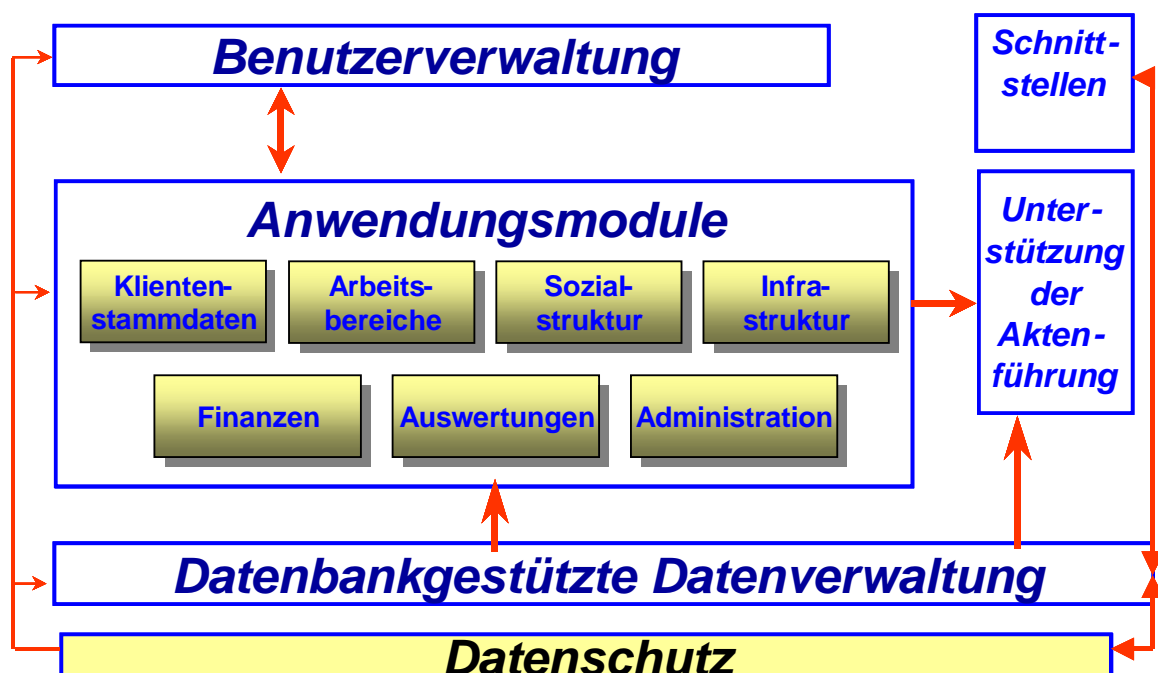 Benutzerverwaltung
Schnitt-
stellen
Anwendungsmodule
Klienten-
stammdaten
Arbeits-
bereiche
Sozial-
struktur
Infra-
struktur
Finanzen
Auswertungen
Administration
Unter-
stützung
der
Akten-
führung
Datenbankgestützte Datenverwaltung
Datenschutz